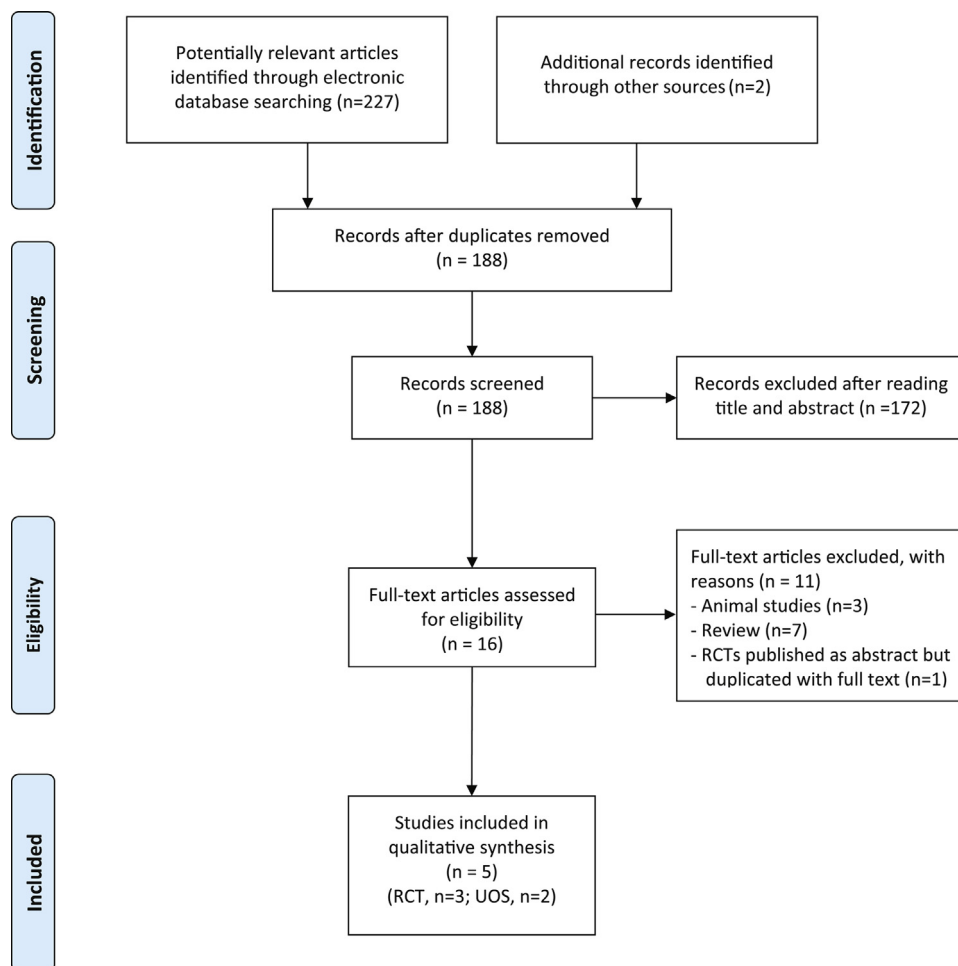 Identification
Potentially relevant articles
identified through electronic
database searching (n=227)
Additional records identified
through other sources (n=2)
Records after duplicates removed
(n = 188)
Screening
Records screened
(n = 188)
Records excluded after reading
title and abstract (n =172)
Eligibility
Full-text articles assessed
for eligibility
(n = 16)
Full-text articles excluded, with
reasons (n = 11)
- Animal studies (n=3)
- Review (n=7)
- RCTs published as abstract but
duplicated with full text (n=1)
Included
Studies included in
qualitative synthesis
(n = 5)
(RCT, n=3; UOS, n=2)